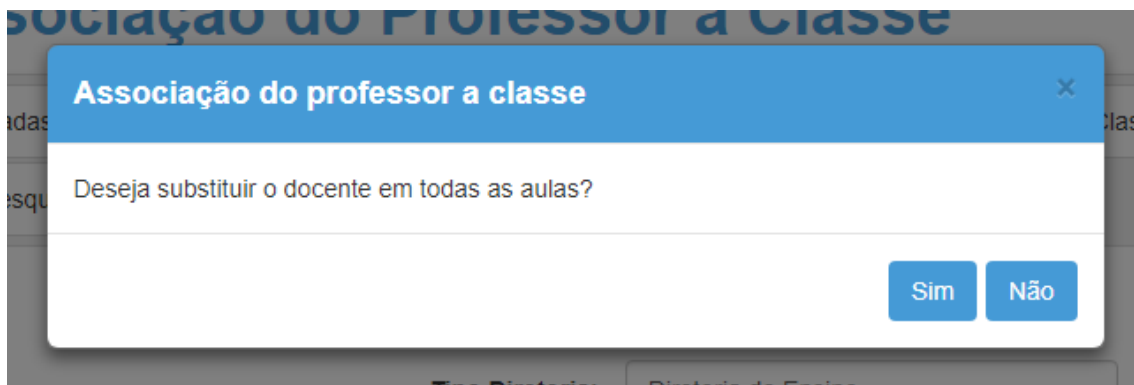 Associação do Professor a Classe
Associação do professor a classe
×
Deseja substituir o docente em todas as aulas?
Sim
Não